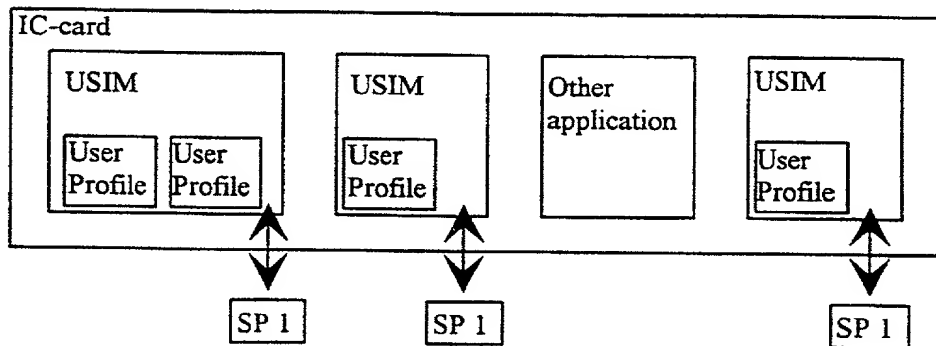 IC-card
USIM
User
Profile
User
Profile
USIM
User
Profile
Other
application
USIM
User
Profile
SP 1
SP 1
SP 1